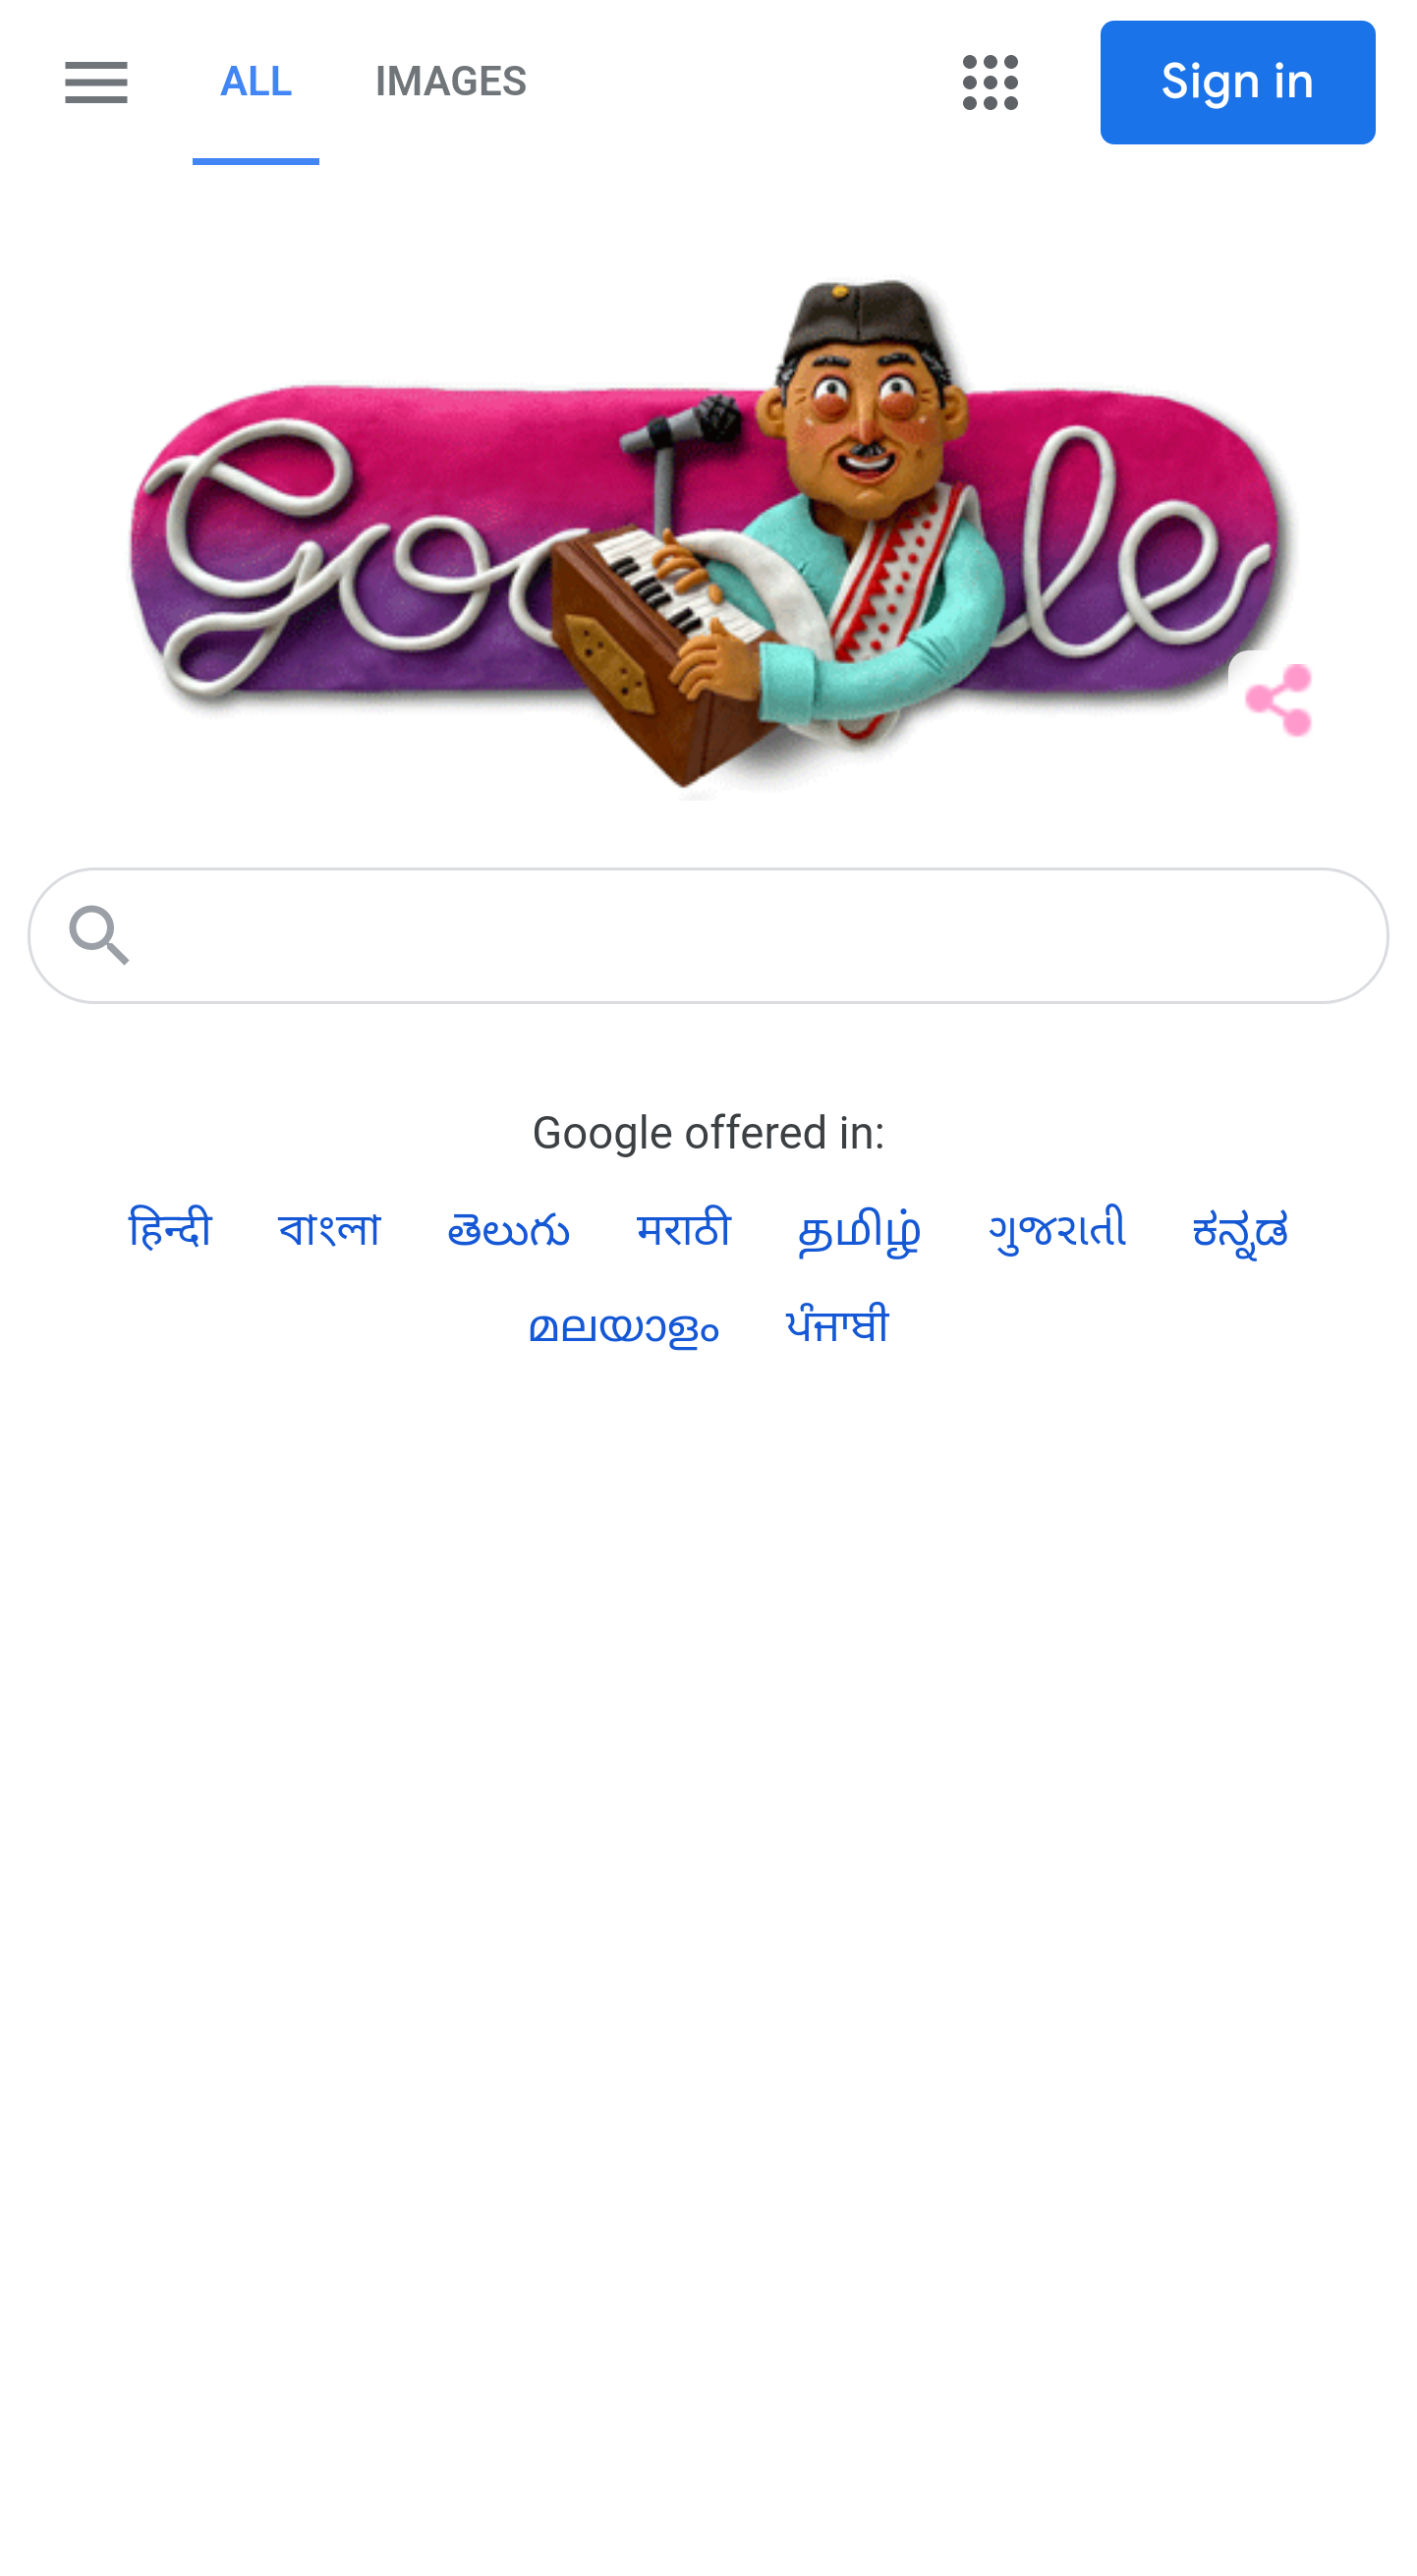 ALL IMAGES Sign in
Google
Google offered in:
हिन्दी বাংলা తెలుగు मराठी தமிழ் ગુજરાતી ಕನ್ನಡ
മലയാളം ਪੰਜਾਬੀ